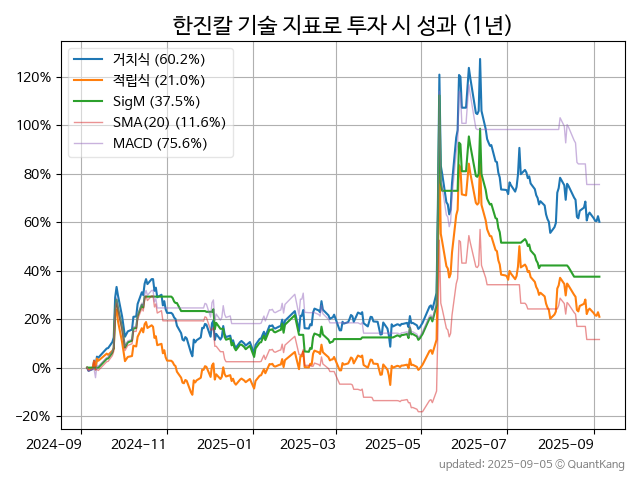 한진칼 기술 지표로 투자 시 성과 (1년)
거치식 (60.2%)
적립식 (21.0%)
SigM (37.5%)
SMA(20) (11.6%)
MACD (75.6%)
120%
100%
80%
60%
40%
20%
0%
−20%
2024-09 2024-11 2025-01 2025-03 2025-05 2025-07 2025-09
updated: 2025-09-05 ⓒ QuantKang